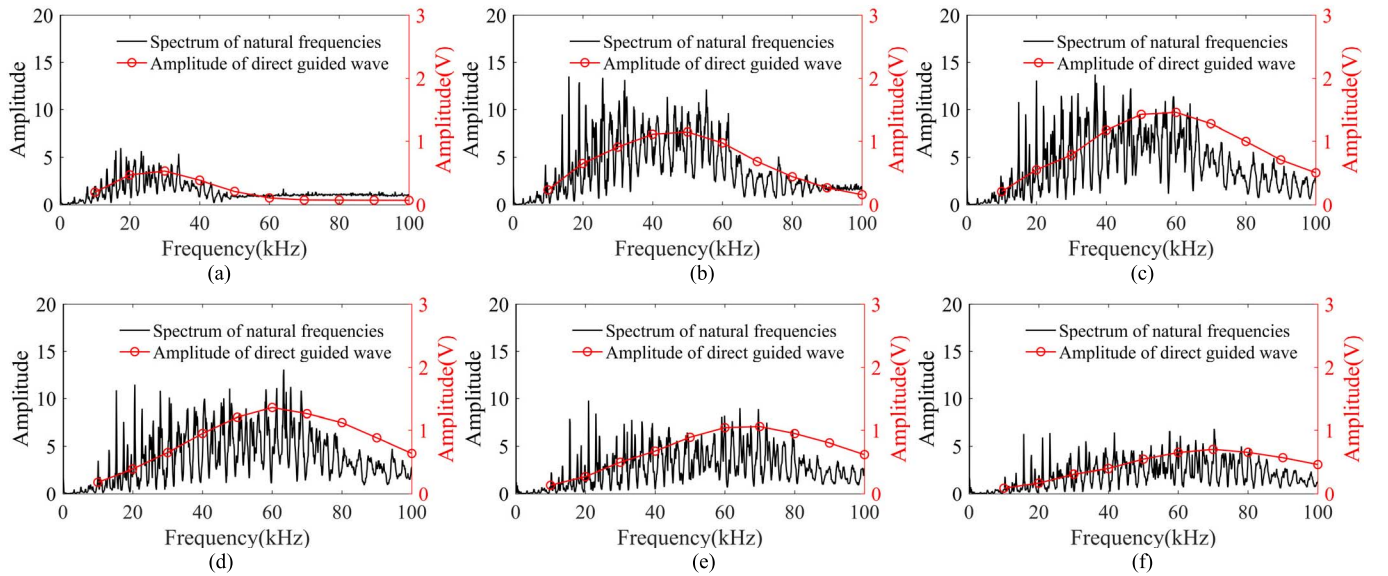 20
15
10
5
0
Amplitude
Spectrum of natural frequencies
Amplitude of direct guided wave
3
2
1
0
Amplitude(V)
0 20 40 60 80 100
Frequency(kHz)
(a)
20
15
10
5
0
Amplitude
Spectrum of natural frequencies
Amplitude of direct guided wave
3
2
1
0
Amplitude(V)
0 20 40 60 80 100
Frequency(kHz)
(b)
20
15
10
5
0
Amplitude
Spectrum of natural frequencies
Amplitude of direct guided wave
3
2
1
0
Amplitude(V)
0 20 40 60 80 100
Frequency(kHz)
(c)
20
15
10
5
0
Amplitude
Spectrum of natural frequencies
Amplitude of direct guided wave
3
2
1
0
Amplitude(V)
0 20 40 60 80 100
Frequency(kHz)
(d)
20
15
10
5
0
Amplitude
Spectrum of natural frequencies
Amplitude of direct guided wave
3
2
1
0
Amplitude(V)
0 20 40 60 80 100
Frequency(kHz)
(e)
20
15
10
5
0
Amplitude
Spectrum of natural frequencies
Amplitude of direct guided wave
3
2
1
0
Amplitude(V)
0 20 40 60 80 100
Frequency(kHz)
(f)